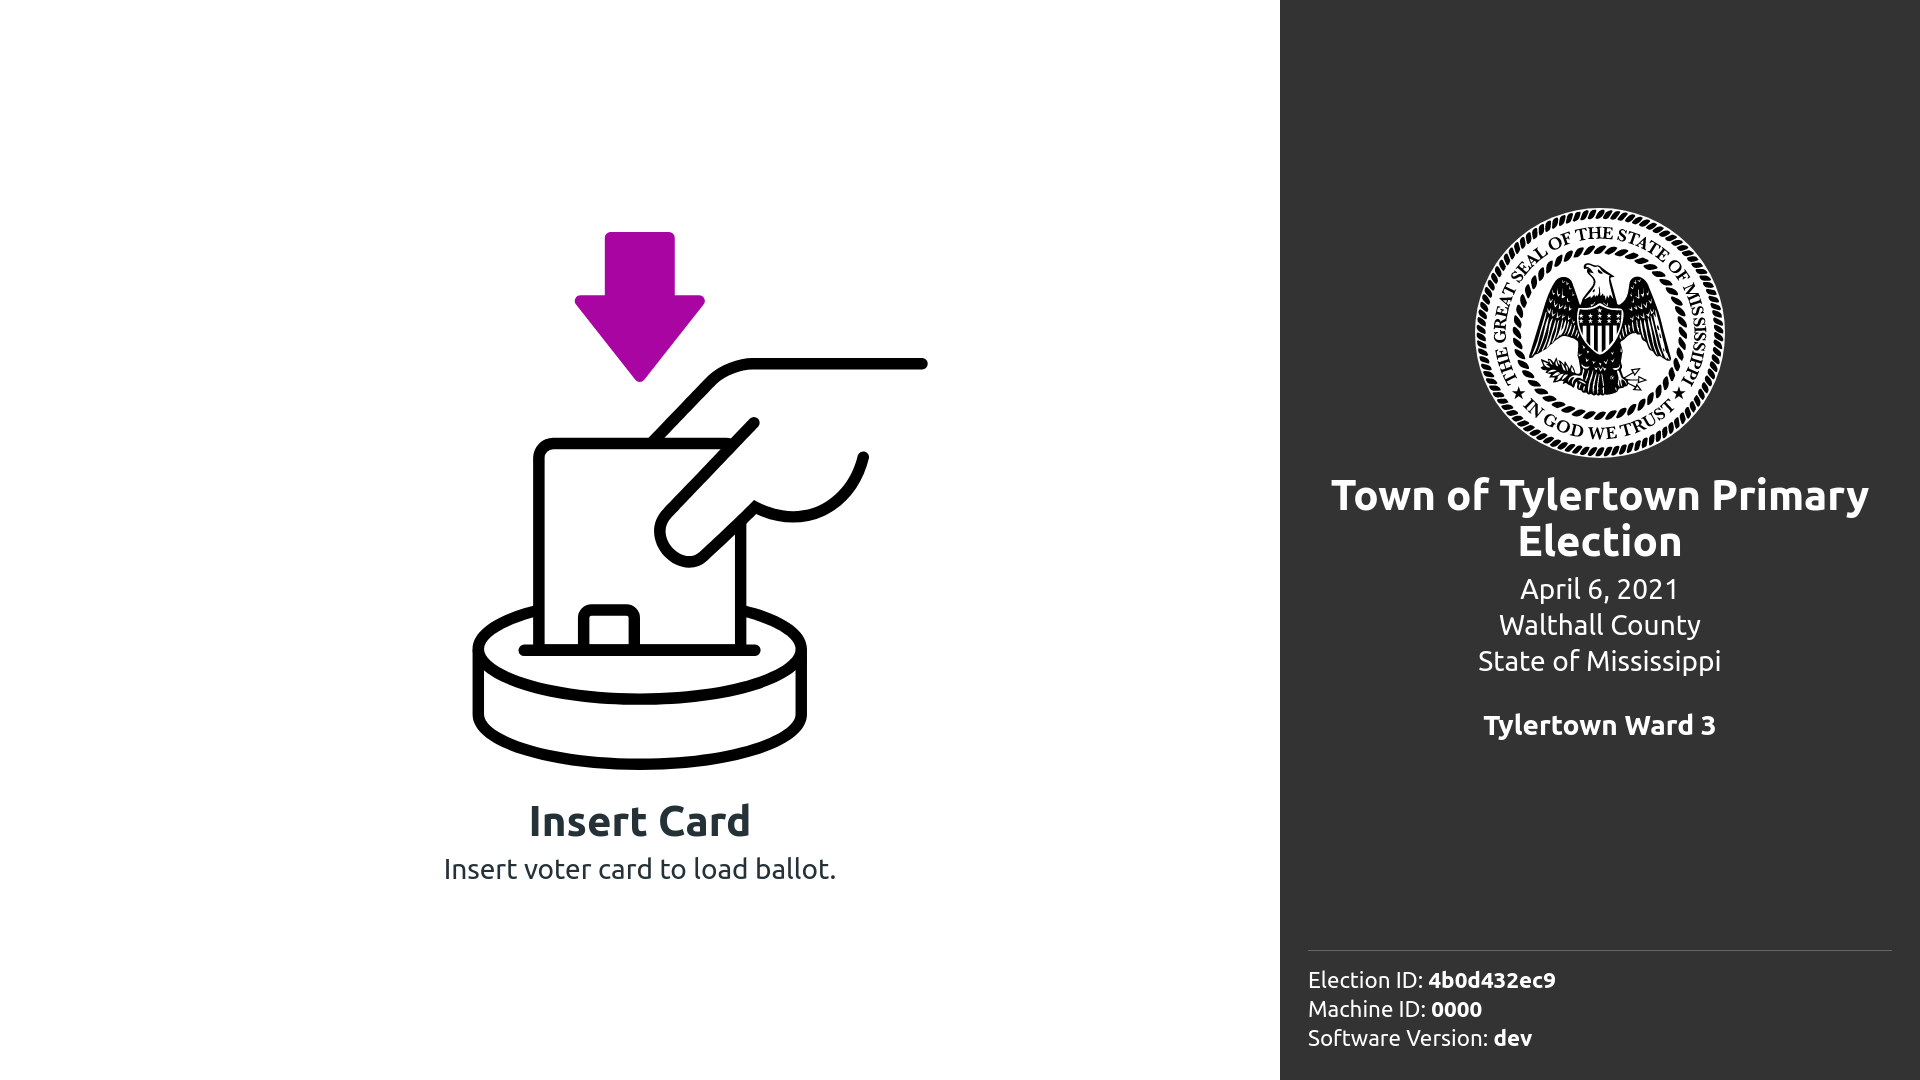 Insert Card
Insert voter card to load ballot.
THE GREAT SEAL OF THE STATE OF MISSISSIPPI
IN GOD WE TRUST
Town of Tylertown Primary
Election
April 6, 2021
Walthall County
State of Mississippi
Tylertown Ward 3
Election ID: 4b0d432ec9
Machine ID: 0000
Software Version: dev